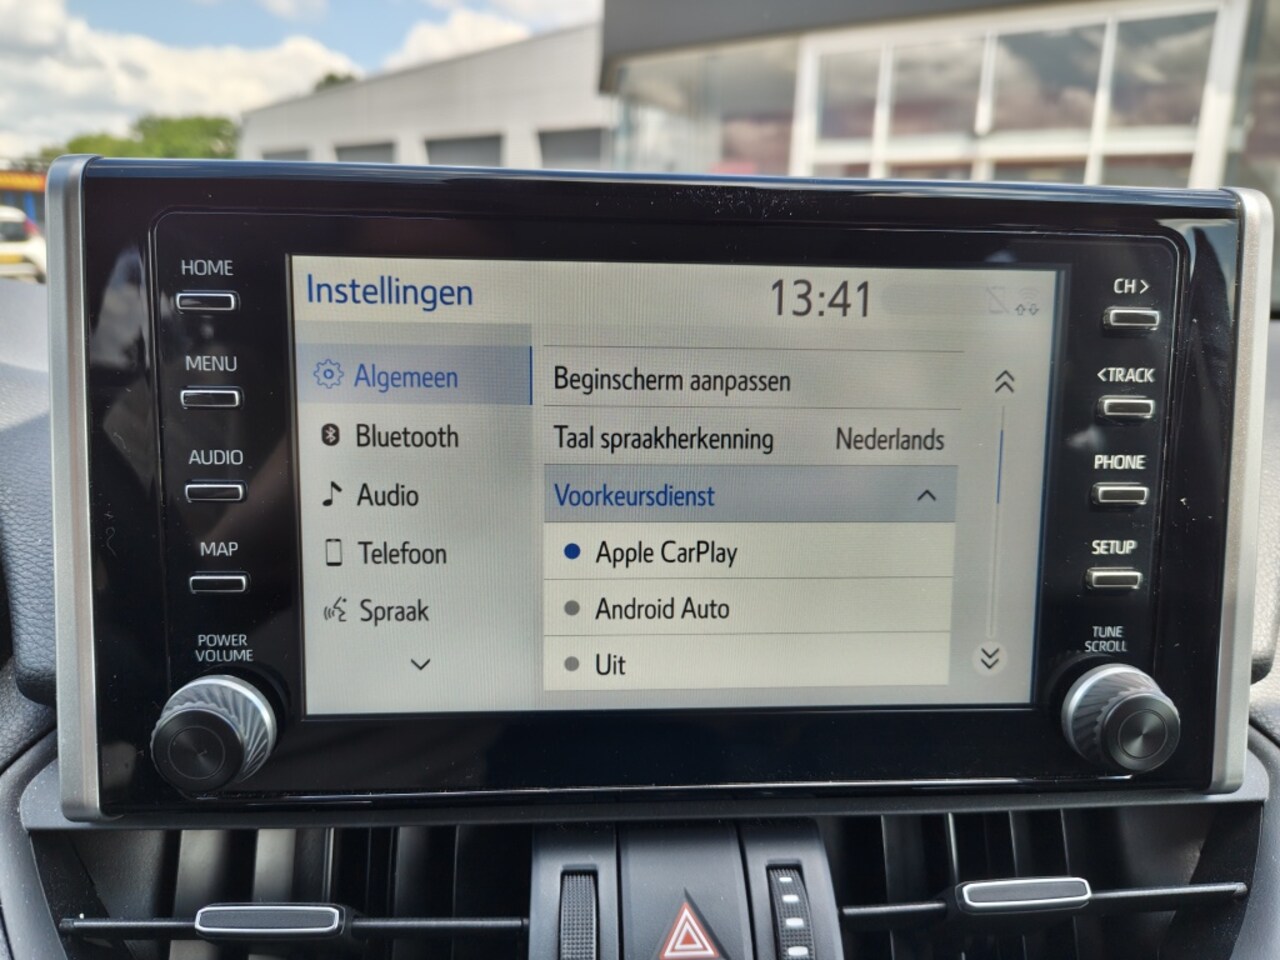 HOME
MENU
AUDIO
MAP
POWER
VOLUME
Instellingen
13:41
Algemeen
Bluetooth
Audio
Telefoon
Spraak
Beginscherm aanpassen
Taal spraakherkenning Nederlands
Voorkeursdienst
Apple CarPlay
Android Auto
Uit
CH>
<TRACK
PHONE
SETUP
TUNE
SCROLL